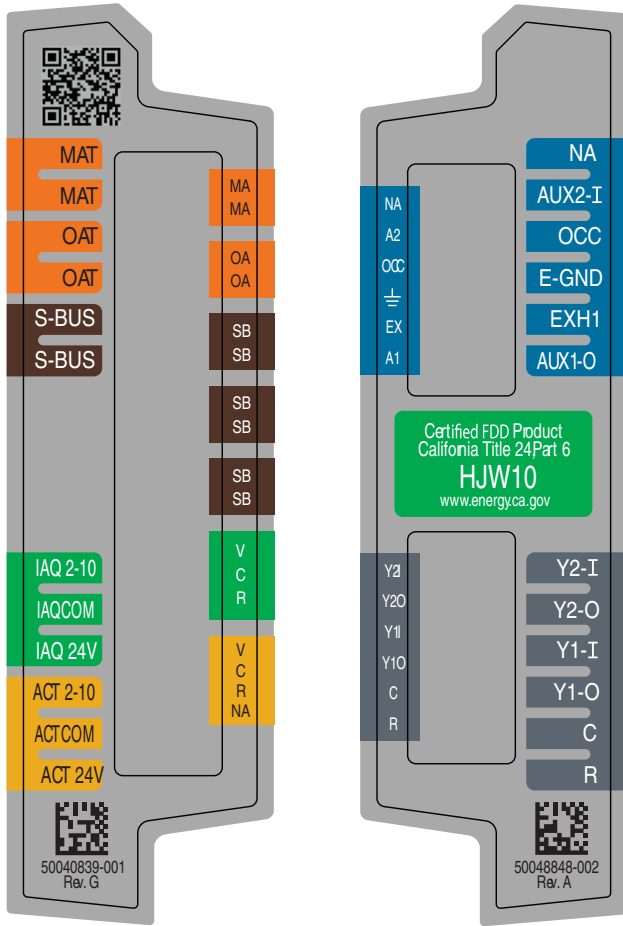 MAT
MAT
OAT
OAT
S-BUS
S-BUS
IAQ 2-10
IAQCOM
IAQ 24V
ACT 2-10
ACTCOM
ACT 24V
50040839-001
Rev. G
MA
MA
OA
OA
SB
SB
SB
SB
SB
SB
V
C
R
V
C
R
NA
NA
A2
OCC
EX
A1
NA
AUX2-I
OCC
E-GND
EXH1
AUX1-O
Certified FDD Product
California Title 24,Part 6
HJW10
www.energy.ca.gov
Y2I
Y2O
Y1I
Y1O
C
R
Y2-I
Y2-O
Y1-I
Y1-O
C
R
50048848-002
Rev. A